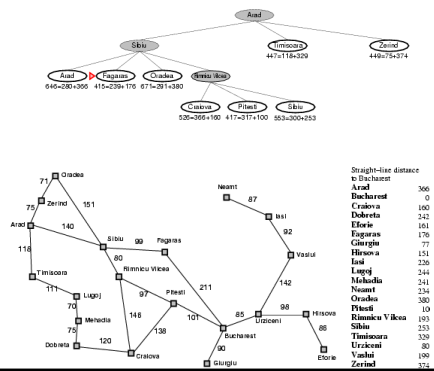 Arad
Sibiu
Timisoara
Zerind
447=118+329
449=75+374
Arad
Fagaras
Oradea
Rimnicu Vilcea
646=280+366
415=239+176
671=291+380
Craiova
Pitesti
Sibiu
526=366+160
417=317+100
553=300+253
Straight–line distance
to Bucharest
Arad 366
Bucharest 0
Craiova 160
Dobreta 242
Eforie 161
Fagaras 176
Giurgiu 77
Hirsova 151
Iasi 226
Lugoj 244
Mehadia 241
Neamt 234
Oradea 380
Pitesti 10
Rimnicu Vilcea 193
Sibiu 253
Timisoara 329
Urziceni 80
Vaslui 199
Zerind 374
Oradea
71
Zerind
151
75
Arad
140
118
Sibiu
99
Fagaras
80
Rimnicu Vilcea
Timisoara
111
Lugoj
70
Mehadia
75
Dobreta
120
Craiova
146
97
Pitesti
138
101
211
Bucharest
90
Giurgiu
85
Urziceni
98
Hirsova
86
Eforie
142
Vaslui
92
Iasi
87
Neamt